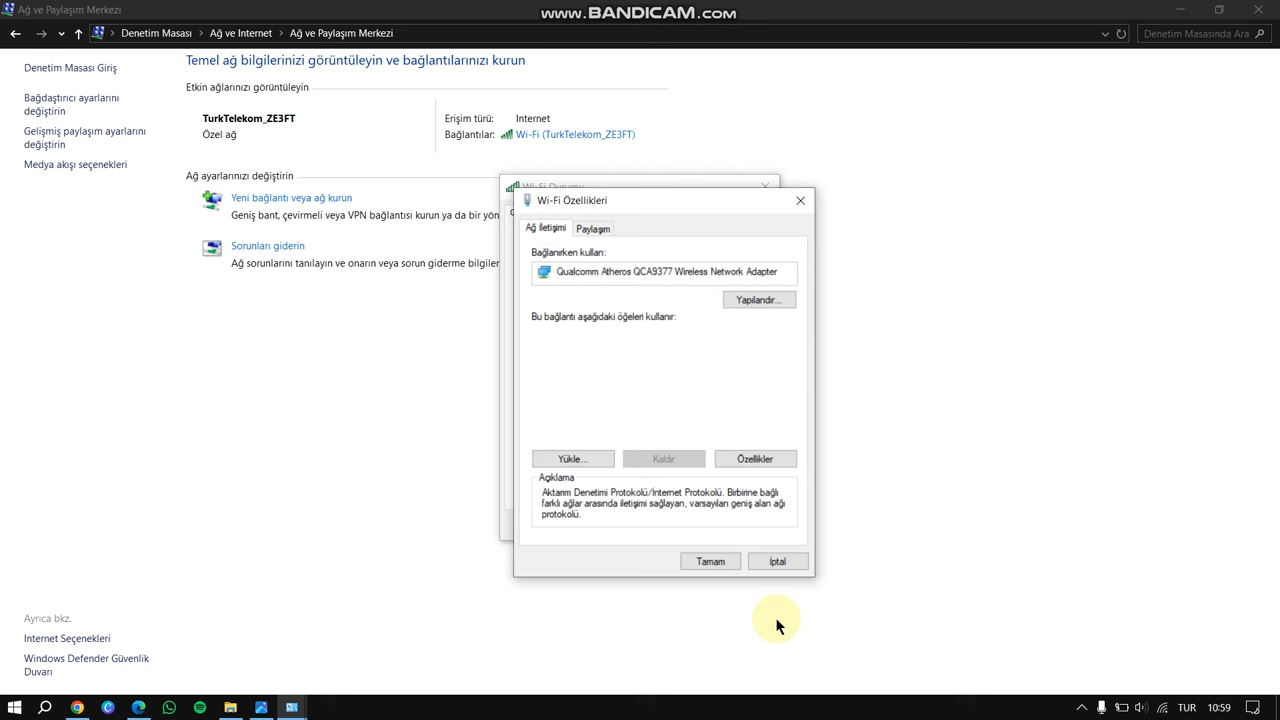 Ağ ve Paylaşım Merkezi
www.BANDICAM.com
Denetim Masası
Ağ ve Internet
Ağ ve Paylaşım Merkezi
Denetim Masasında Ara
Denetim Masası Giriş
Bağdaştırıcı ayarlarını
değiştirin
Gelişmiş paylaşım ayarlarını
değiştirin
Medya akışı seçenekleri
Temel ağ bilgilerinizi görüntüleyin ve bağlantılarınızı kurun
Etkin ağlarınızı görüntüleyin
TurkTelekom_ZE3FT
Özel ağ
Erişim türü: Internet
Bağlantılar: Wi-Fi (TurkTelekom_ZE3FT)
Ağ ayarlarınızı değiştirin
Yeni bağlantı veya ağ kurun
Geniş bant, çevirmeli veya VPN bağlantısı kurun ya da bir yön
Sorunları giderin
Ağ sorunlarını tanılayın ve onarın veya sorun giderme bilgiler
Wi-Fi Durumu
Wi-Fi Özellikleri
Ağ İletişimi
Paylaşım
Bağlanırken kullan:
Qualcomm Atheros QCA9377 Wireless Network Adapter
Yapılandır...
Bu bağlantı aşağıdaki öğeleri kullanır:
Yükle...
Kaldır
Özellikler
Açıklama
Aktarım Denetimi Protokolü/İnternet Protokolü. Birbirine bağlı
farklı ağlar arasında iletişimi sağlayan, varsayılan geniş alan ağı
protokolü.
Tamam
İptal
Ayrıca bkz.
Internet Seçenekleri
Windows Defender Güvenlik
Duvarı
TUR
10:59